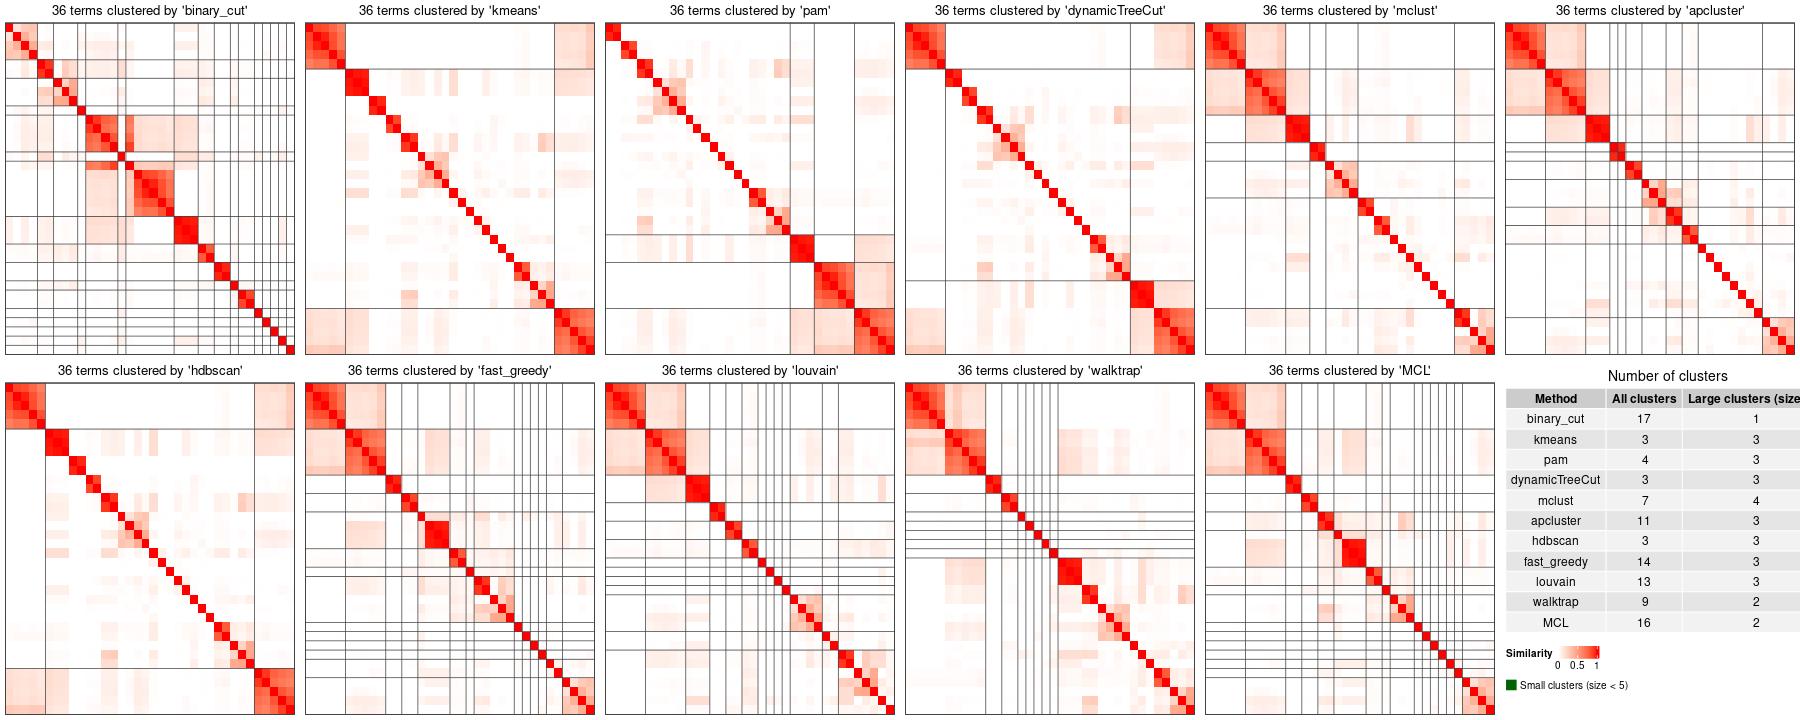 36 terms clustered by 'binary_cut'
36 terms clustered by 'kmeans'
36 terms clustered by 'pam'
36 terms clustered by 'dynamicTreeCut'
36 terms clustered by 'mclust'
36 terms clustered by 'apcluster'
36 terms clustered by 'hdbscan'
36 terms clustered by 'fast_greedy'
36 terms clustered by 'louvain'
36 terms clustered by 'walktrap'
36 terms clustered by 'MCL'
Number of clusters
Method All clusters Large clusters (size
binary_cut 17 1
kmeans 3 3
pam 4 3
dynamicTreeCut 3 3
mclust 7 4
apcluster 11 3
hdbscan 3 3
fast_greedy 14 3
louvain 13 3
walktrap 9 2
MCL 16 2
Similarity
0 0.5 1
Small clusters (size < 5)